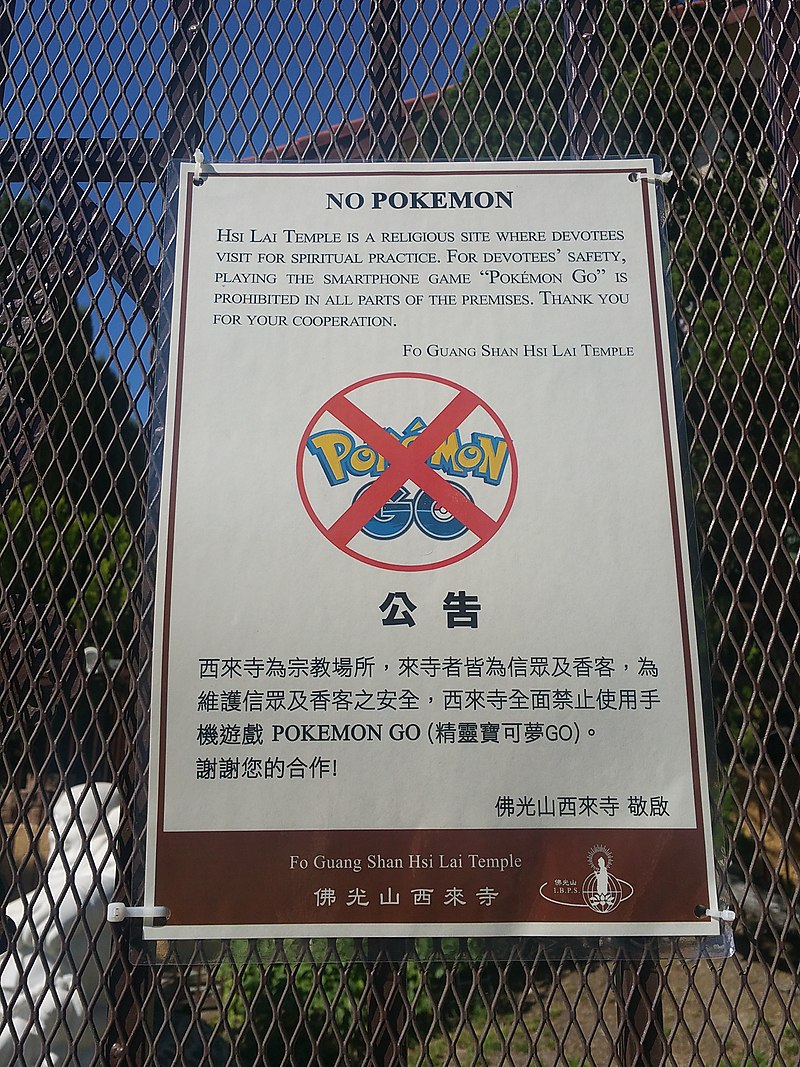 NO POKEMON
HSI LAI TEMPLE IS A RELIGIOUS SITE WHERE DEVOTEES
VISIT FOR SPIRITUAL PRACTICE. FOR DEVOTEES' SAFETY,
PLAYING THE SMARTPHONE GAME “POKÉMON GO” IS
PROHIBITED IN ALL PARTS OF THE PREMISES. THANK YOU
FOR YOUR COOPERATION.
FO GUANG SHAN HSI LAI TEMPLE
POKÉMON
GO
公告
西來寺為宗教場所，來寺者皆為信眾及香客，為
維護信眾及香客之安全，西來寺全面禁止使用手
機遊戲 POKEMON GO (精靈寶可夢GO)。
謝謝您的合作!
佛光山西來寺 敬啟
Fo Guang Shan Hsi Lai Temple
佛光山西來寺
佛光山
I.B.P.S.